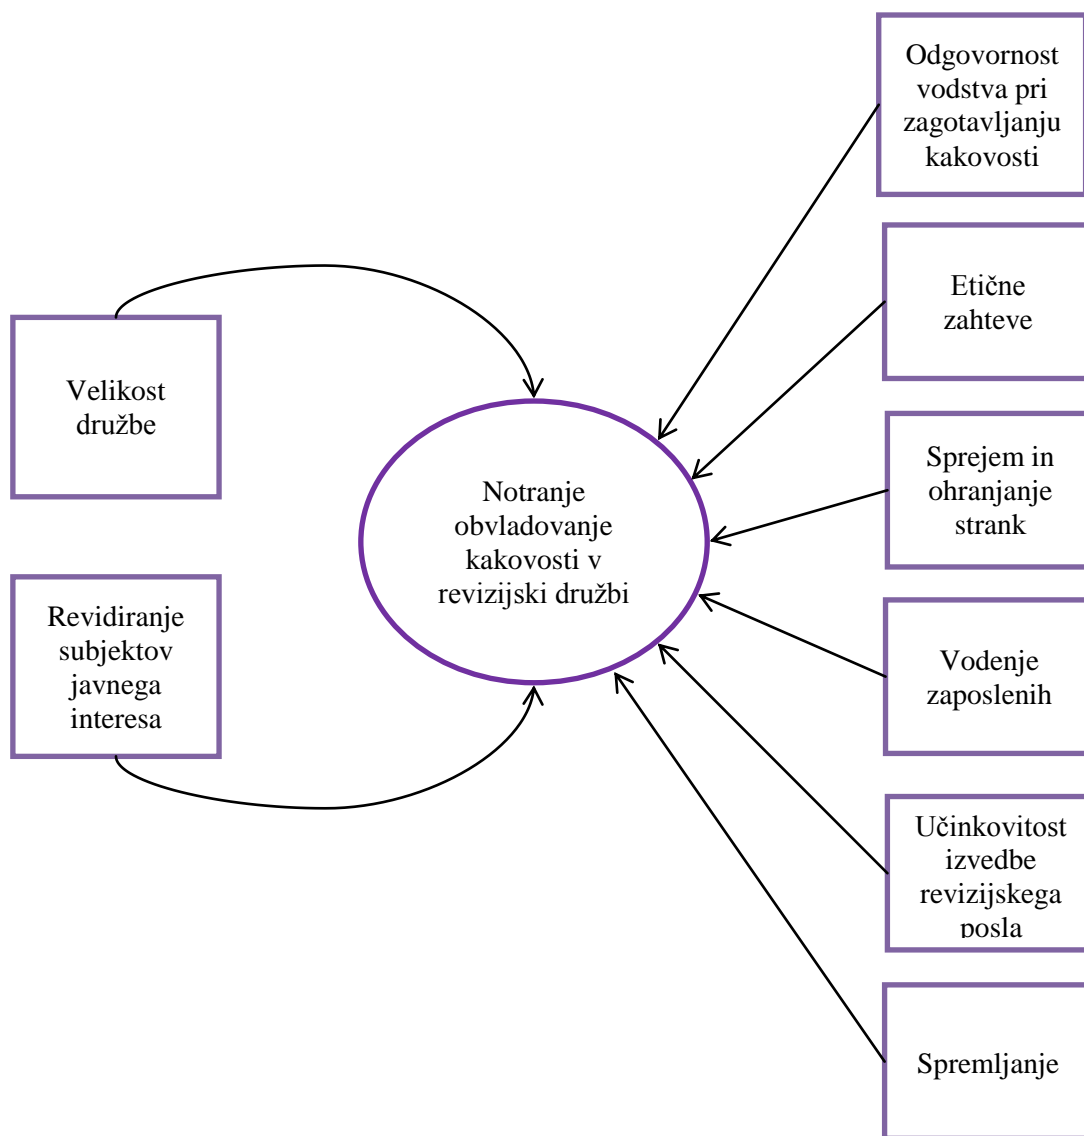 Odgovornost
vodstva pri
zagotavljanju
kakovosti
Etične
zahteve
Velikost
družbe
Sprejem in
ohranjanje
strank
Notranje
obvladovanje
kakovosti v
revizijski družbi
Revidiranje
subjektov
javnega
interesa
Vodenje
zaposlenih
Učinkovitost
izvedbe
revizijskega
posla
Spremljanje